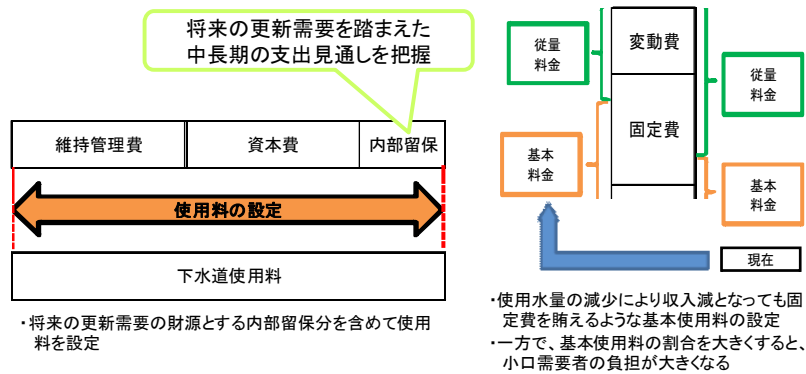 将来の更新需要を踏まえた
中長期の支出見通しを把握
維持管理費
資本費
内部留保
使用料の設定
下水道使用料
・将来の更新需要の財源とする内部留保分を含めて使用
料を設定
従量
料金
変動費
固定費
従量
料金
基本
料金
基本
料金
現在
・使用水量の減少により収入減となっても固
定費を賄えるような基本使用料の設定
・一方で、基本使用料の割合を大きくすると、
小口需要者の負担が大きくなる